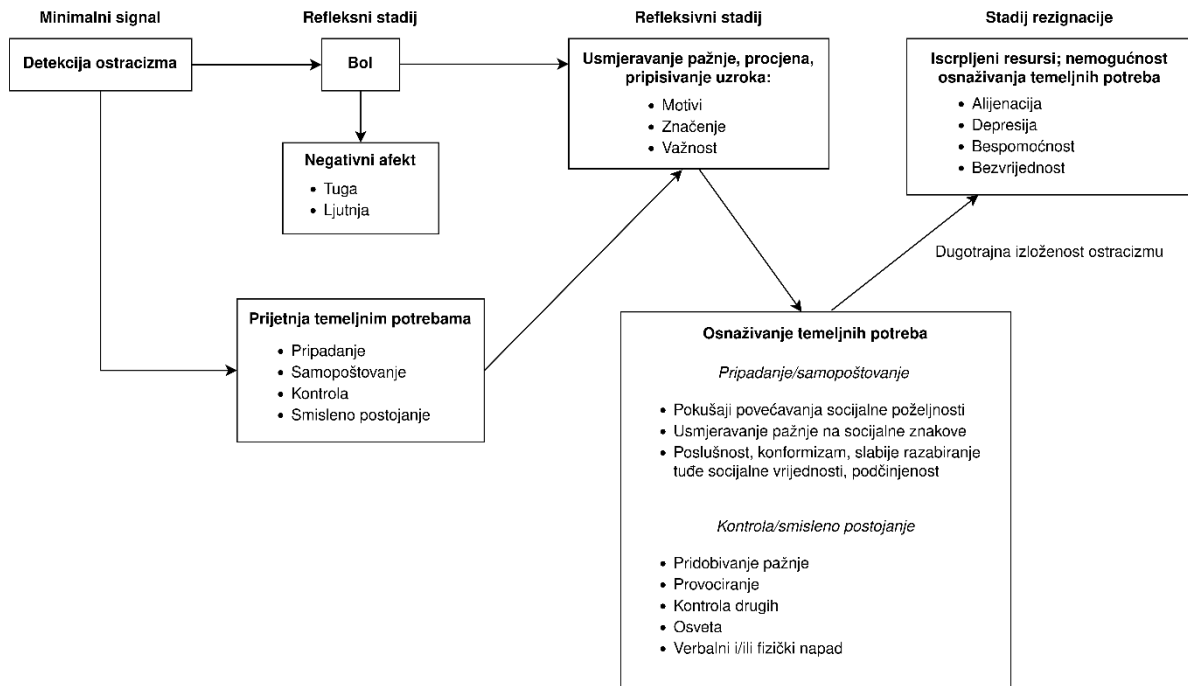 Minimalni signal
Refleksni stadij
Refleksivni stadij
Stadij rezignacije
Detekcija ostracizma
Bol
Usmjeravanje pažnje, procjena,
pripisivanje uzroka:
• Motivi
• Značenje
• Važnost
Iscrpljeni resursi; nemogućnost
osnaživanja temeljnih potreba
• Alijenacija
• Depresija
• Bespomoćnost
• Bezvrijednost
Negativni afekt
• Tuga
• Ljutnja
Dugotrajna izloženost ostracizmu
Prijetnja temeljnim potrebama
• Pripadanje
• Samopoštovanje
• Kontrola
• Smisleno postojanje
Osnaživanje temeljnih potreba
Pripadanje/samopoštovanje
• Pokušaji povećavanja socijalne poželjnosti
• Usmjeravanje pažnje na socijalne znakove
• Poslušnost, konformizam, slabije razabiranje
tuđe socijalne vrijednosti, podčinjenost
Kontrola/smisleno postojanje
• Pridobivanje pažnje
• Provociranje
• Kontrola drugih
• Osveta
• Verbalni i/ili fizički napad